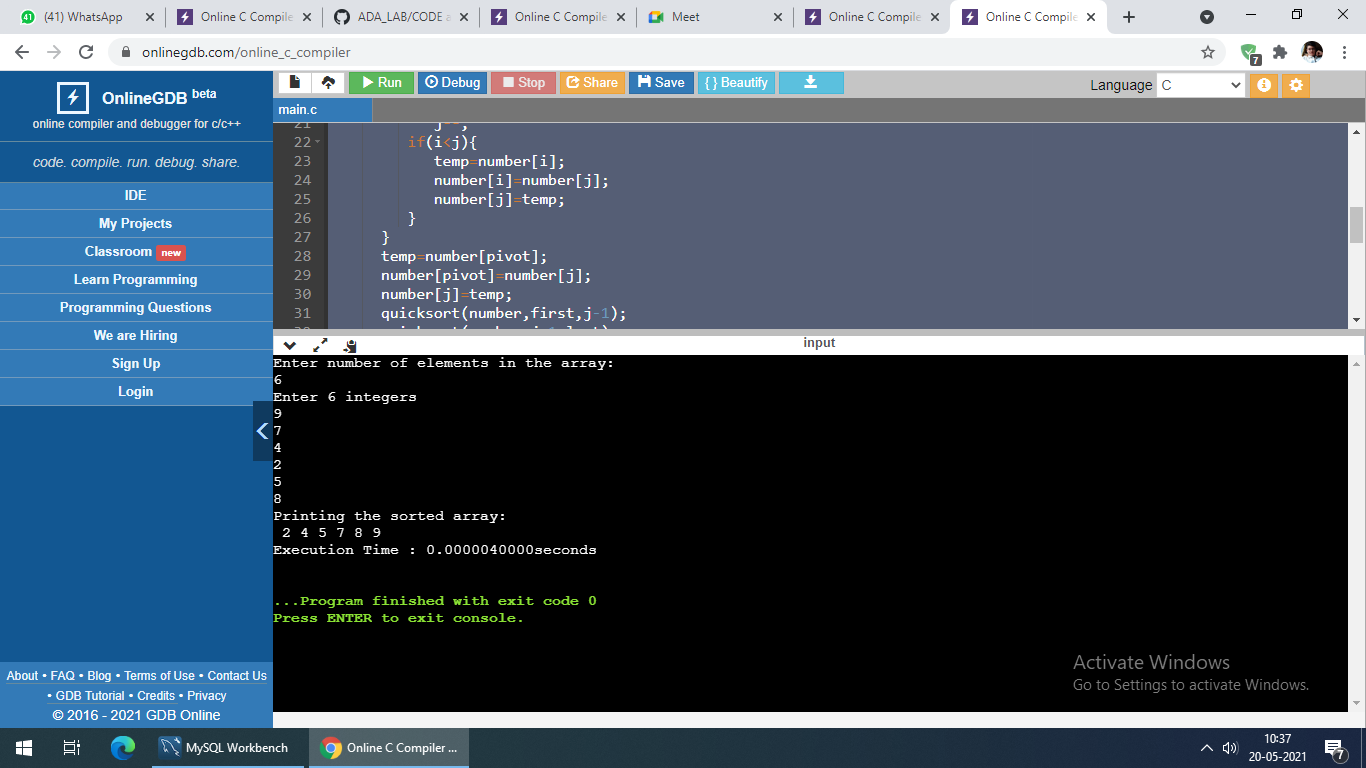 41 (41) WhatsApp
Online C Compile
ADA_LAB/CODE a
Online C Compile
Meet
Online C Compile
Online C Compile
onlinegdb.com/online_c_compiler
7
OnlineGDB beta
online compiler and debugger for c/c++
code. compile. run. debug. share.
IDE
My Projects
Classroom new
Learn Programming
Programming Questions
We are Hiring
Sign Up
Login
About • FAQ • Blog • Terms of Use • Contact Us
• GDB Tutorial • Credits • Privacy
© 2016 - 2021 GDB Online
Run Debug Stop Share Save { } Beautify
Language C
main.c
21
22 if(i<j){
23 temp=number[i];
24 number[i]=number[j];
25 number[j]=temp;
26 }
27 }
28 temp=number[pivot];
29 number[pivot]=number[j];
30 number[j]=temp;
31 quicksort(number,first,j-1);
input
Enter number of elements in the array:
6
Enter 6 integers
9
7
4
2
5
8
Printing the sorted array:
2 4 5 7 8 9
Execution Time : 0.0000040000seconds
...Program finished with exit code 0
Press ENTER to exit console.
Activate Windows
Go to Settings to activate Windows.
MySQL Workbench
Online C Compiler ...
10:37
20-05-2021
7